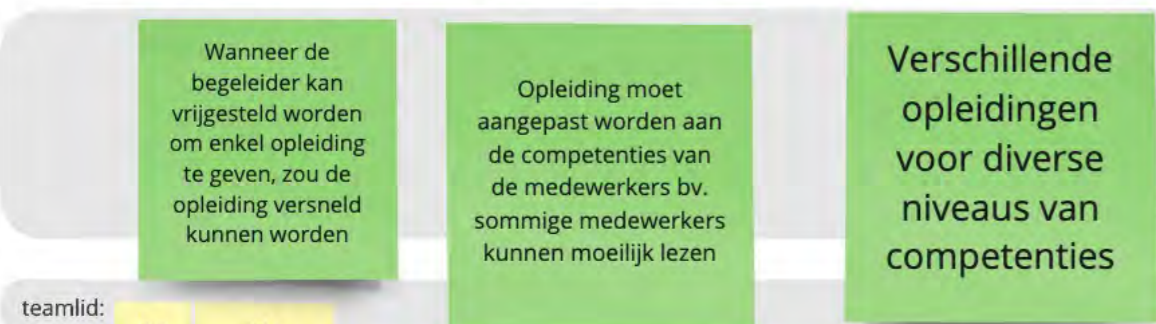 Wanneer de
begeleider kan
vrijgesteld worden
om enkel opleiding
te geven, zou de
opleiding versneld
kunnen worden
Opleiding moet
aangepast worden aan
de competenties van
de medewerkers bv.
sommige medewerkers
kunnen moeilijk lezen
Verschillende
opleidingen
voor diverse
niveaus van
competenties
teamlid: